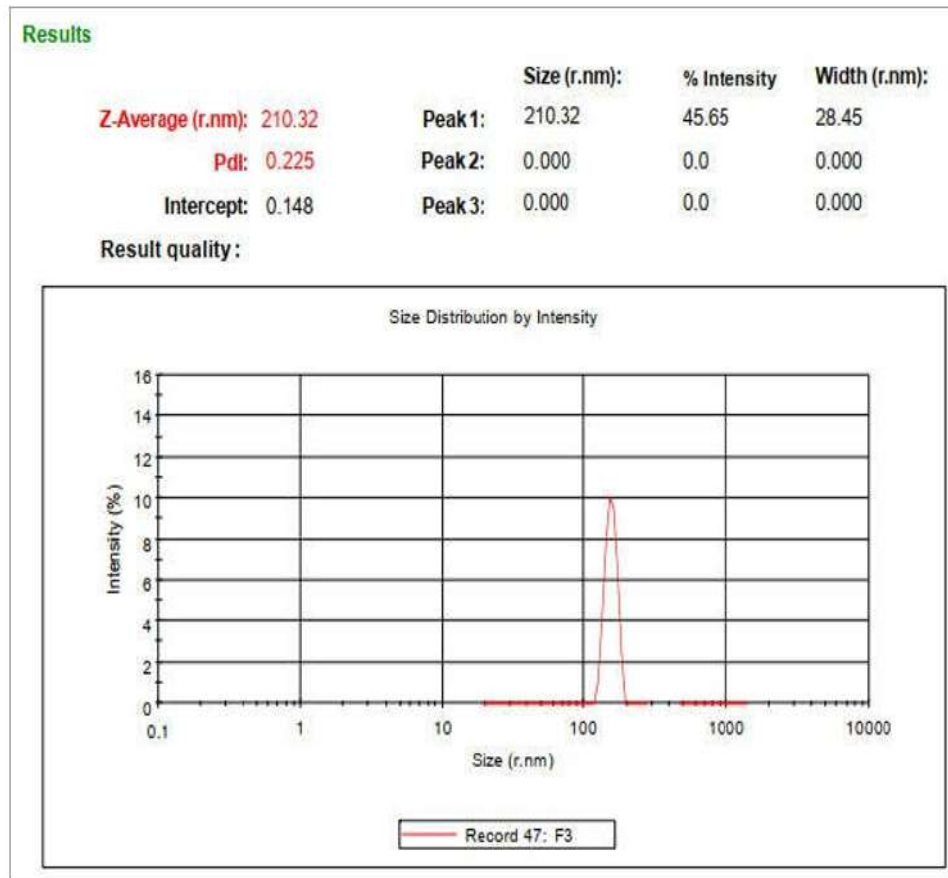 Results
Size (r.nm): % Intensity Width (r.nm):
Z-Average (r.nm): 210.32 Peak 1: 210.32 45.65 28.45
PdI: 0.225 Peak 2: 0.000 0.0 0.000
Intercept: 0.148 Peak 3: 0.000 0.0 0.000
Result quality :
Size Distribution by Intensity
Intensity (%)
16
14
12
10
8
6
4
2
0
0.1 1 10 100 1000 10000
Size (r.nm)
Record 47: F3